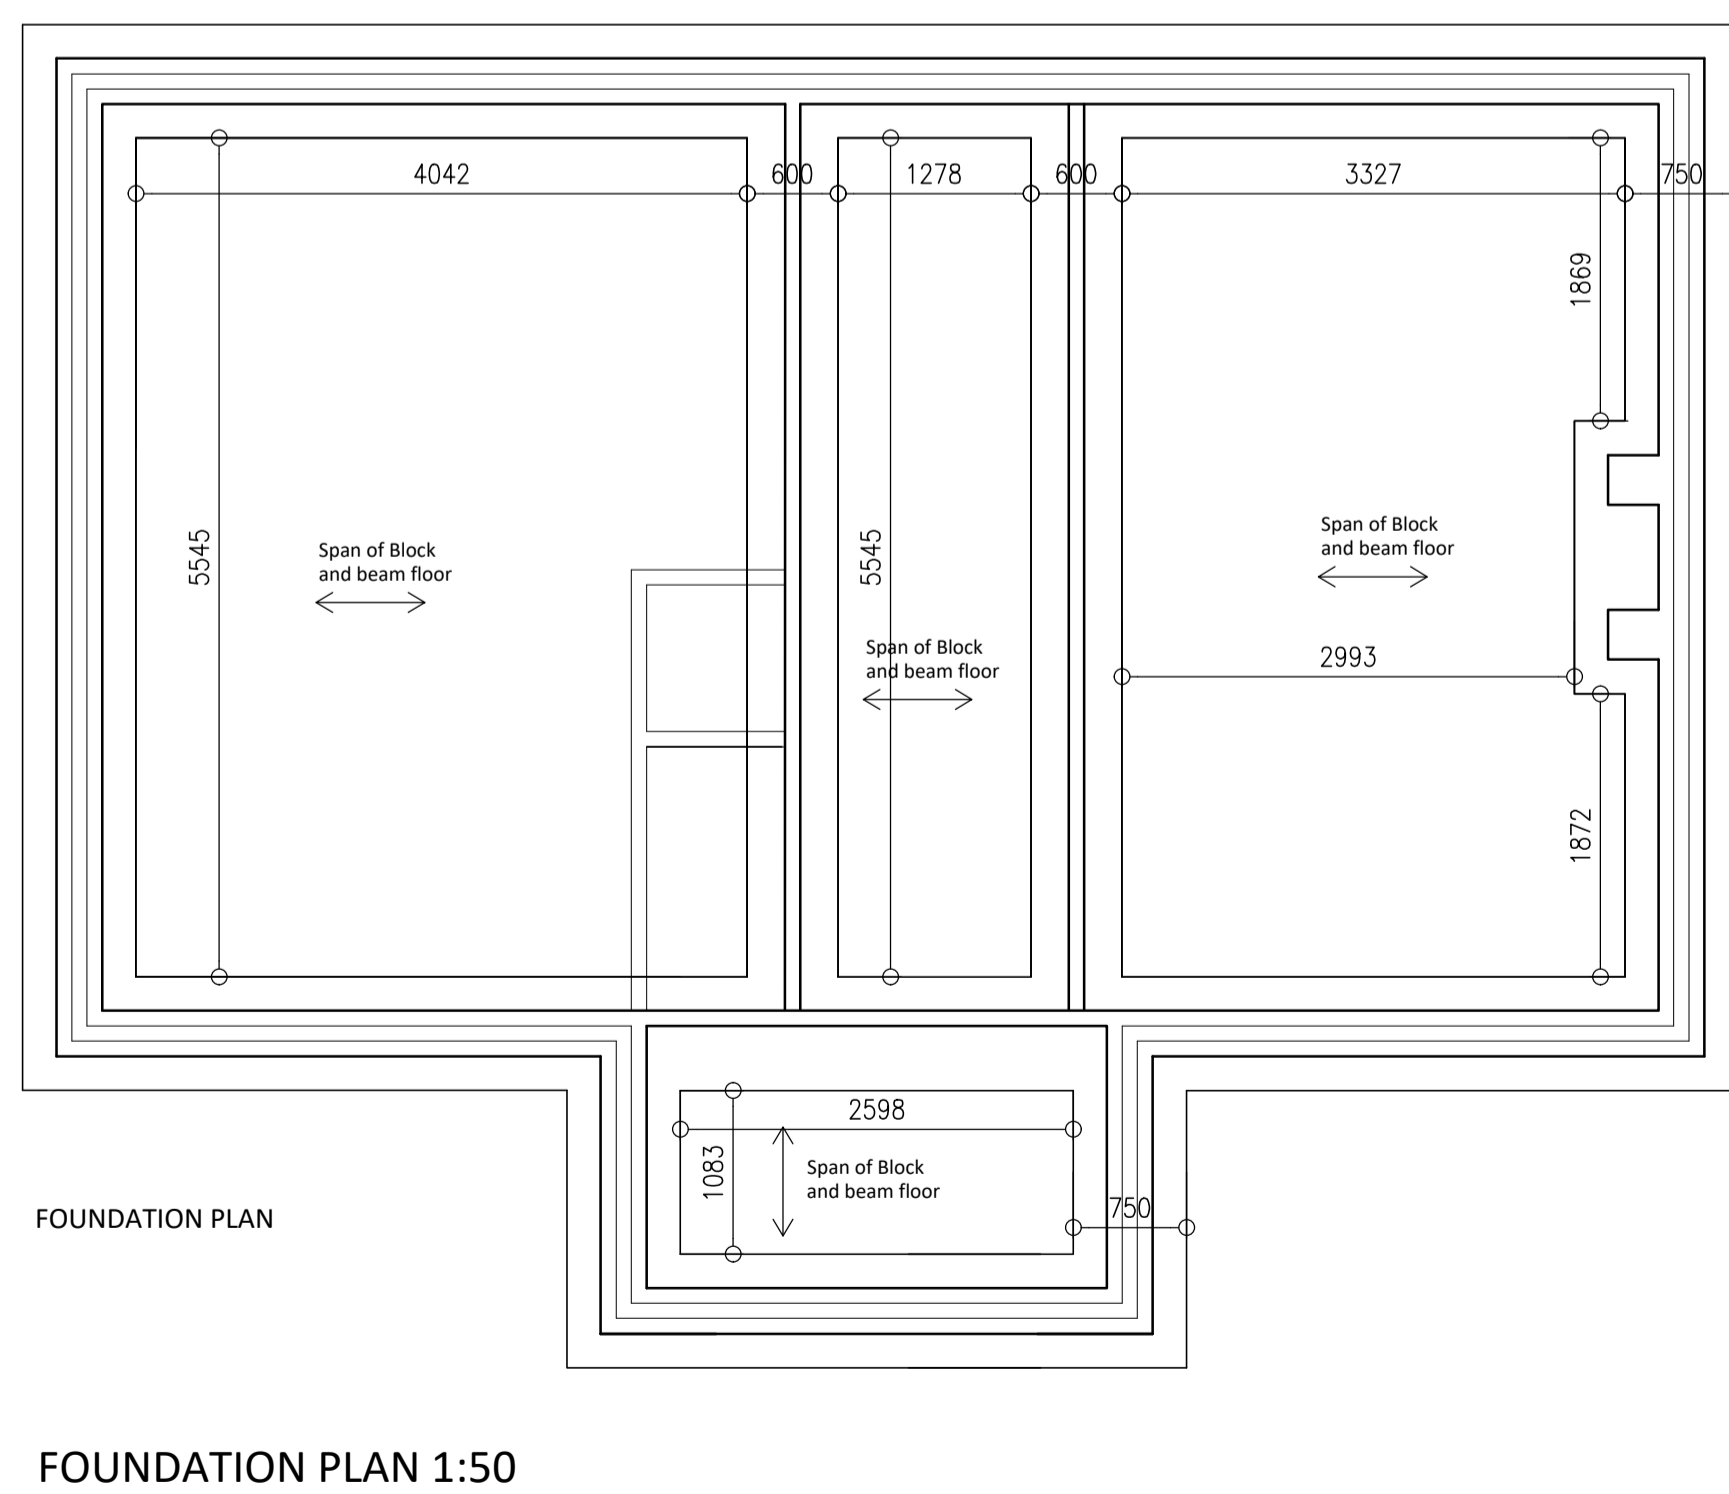 4042
600
1278
600
3327
750
1869
5545
Span of Block
and beam floor
5545
Span of Block
and beam floor
Span of Block
and beam floor
2993
1872
2598
1083
Span of Block
and beam floor
750
FOUNDATION PLAN
FOUNDATION PLAN 1:50